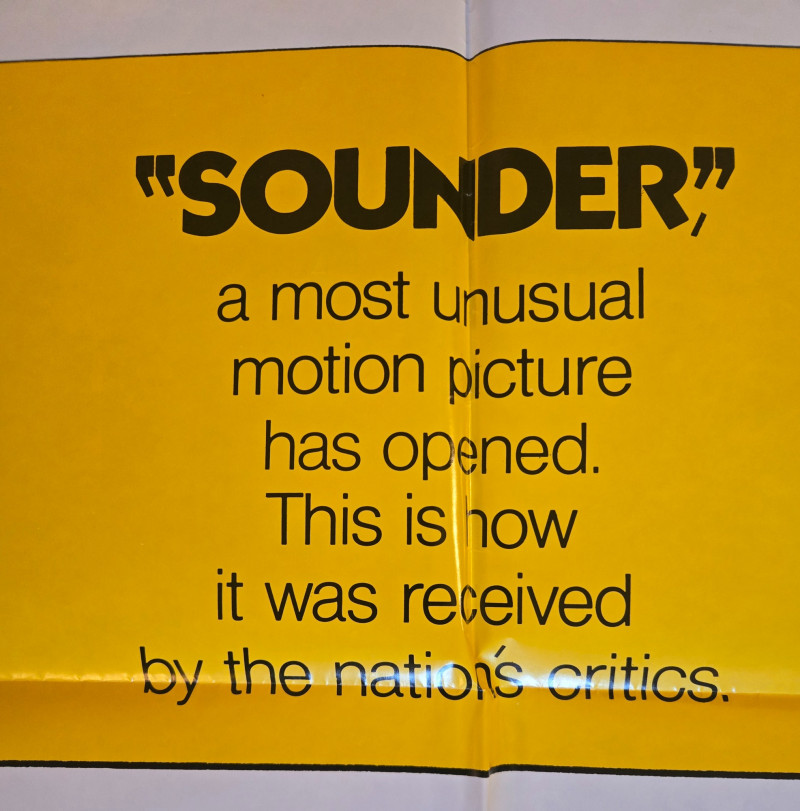 "SOUNDER,"
a most unusual
motion picture
has opened.
This is how
it was received
by the nation's critics.